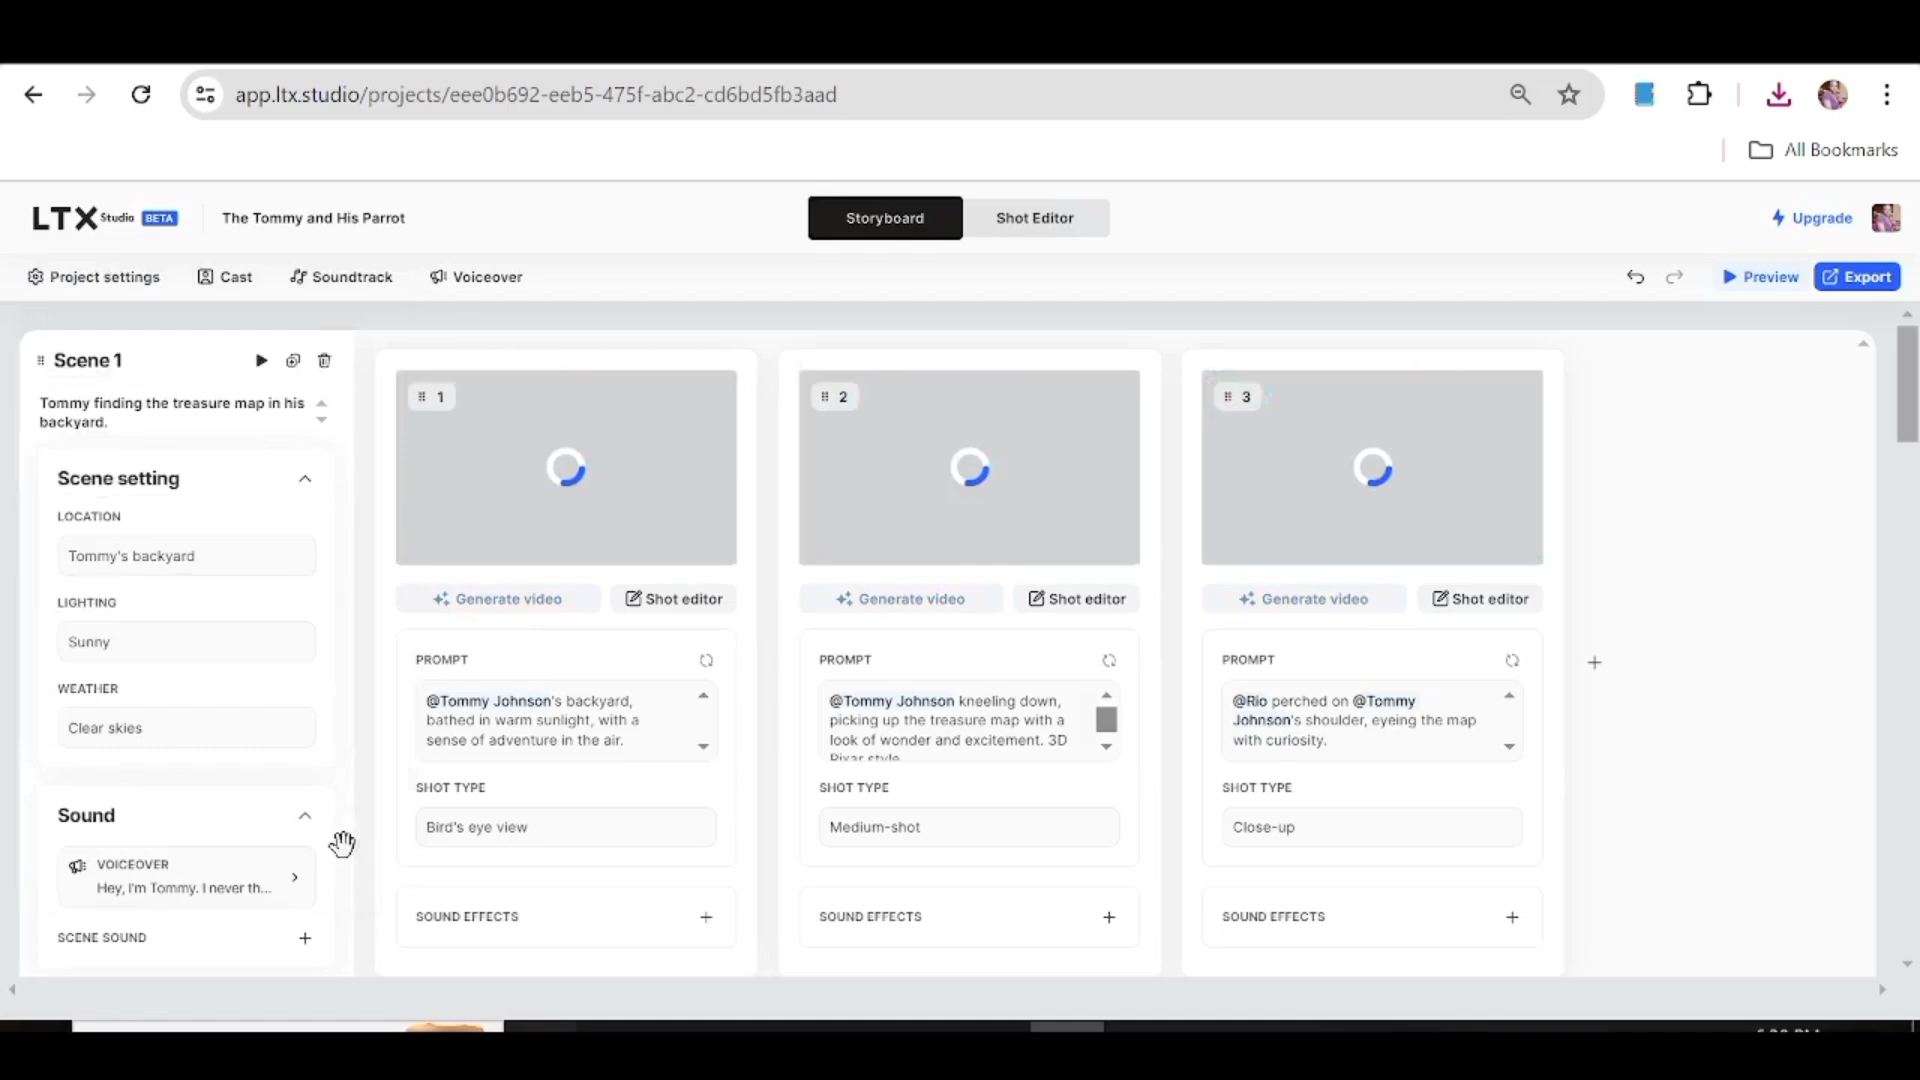 app.ltx.studio/projects/eee0b692-eeb5-475f-abc2-cd6bd5fb3aad
All Bookmarks
LTX Studio BETA
The Tommy and His Parrot
Storyboard
Shot Editor
Upgrade
Project settings
Cast
Soundtrack
Voiceover
Preview
Export
Scene 1
Tommy finding the treasure map in his
backyard.
Scene setting
LOCATION
Tommy's backyard
LIGHTING
Sunny
WEATHER
Clear skies
Sound
VOICEOVER
Hey, I'm Tommy. I never th...
SCENE SOUND
1
Generate video
Shot editor
PROMPT
@Tommy Johnson's backyard,
bathed in warm sunlight, with a
sense of adventure in the air.
SHOT TYPE
Bird's eye view
SOUND EFFECTS
2
Generate video
Shot editor
PROMPT
@Tommy Johnson kneeling down,
picking up the treasure map with a
look of wonder and excitement. 3D
Pixar style
SHOT TYPE
Medium-shot
SOUND EFFECTS
3
Generate video
Shot editor
PROMPT
@Rio perched on @Tommy
Johnson's shoulder, eyeing the map
with curiosity.
SHOT TYPE
Close-up
SOUND EFFECTS